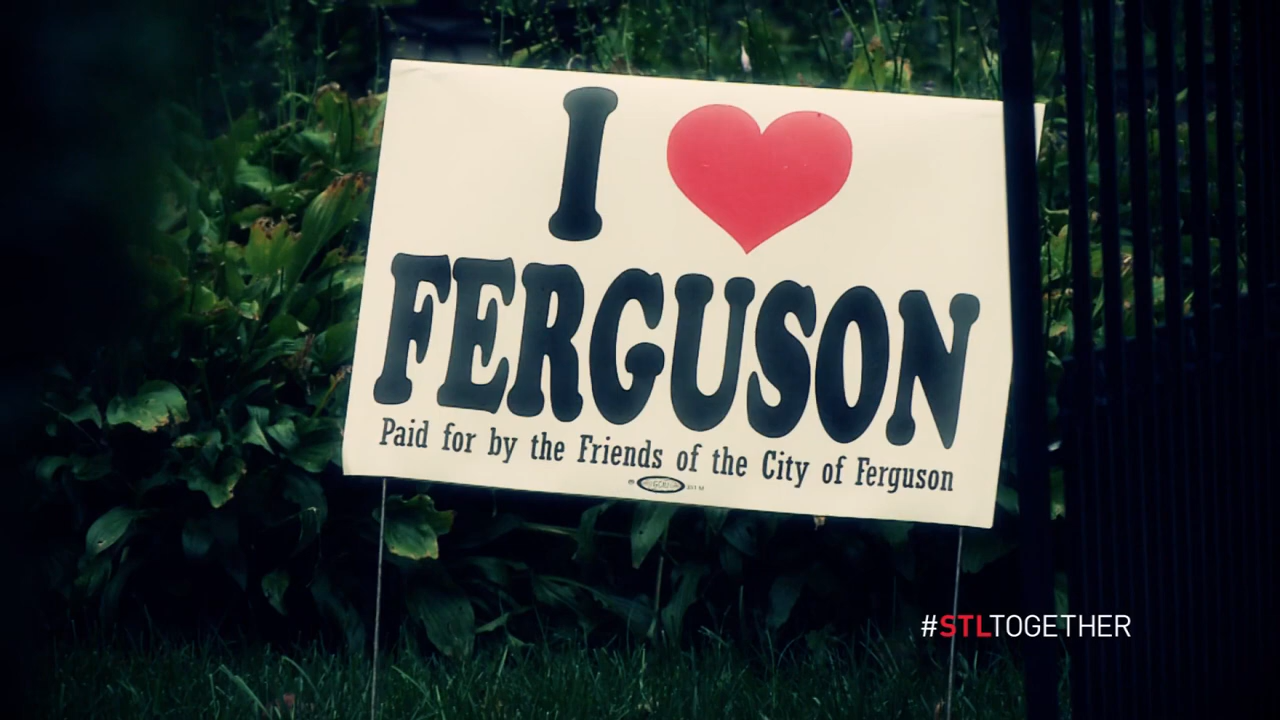 I
FERGUSON
Paid for by the Friends of the City of Ferguson
#STLTOGETHER